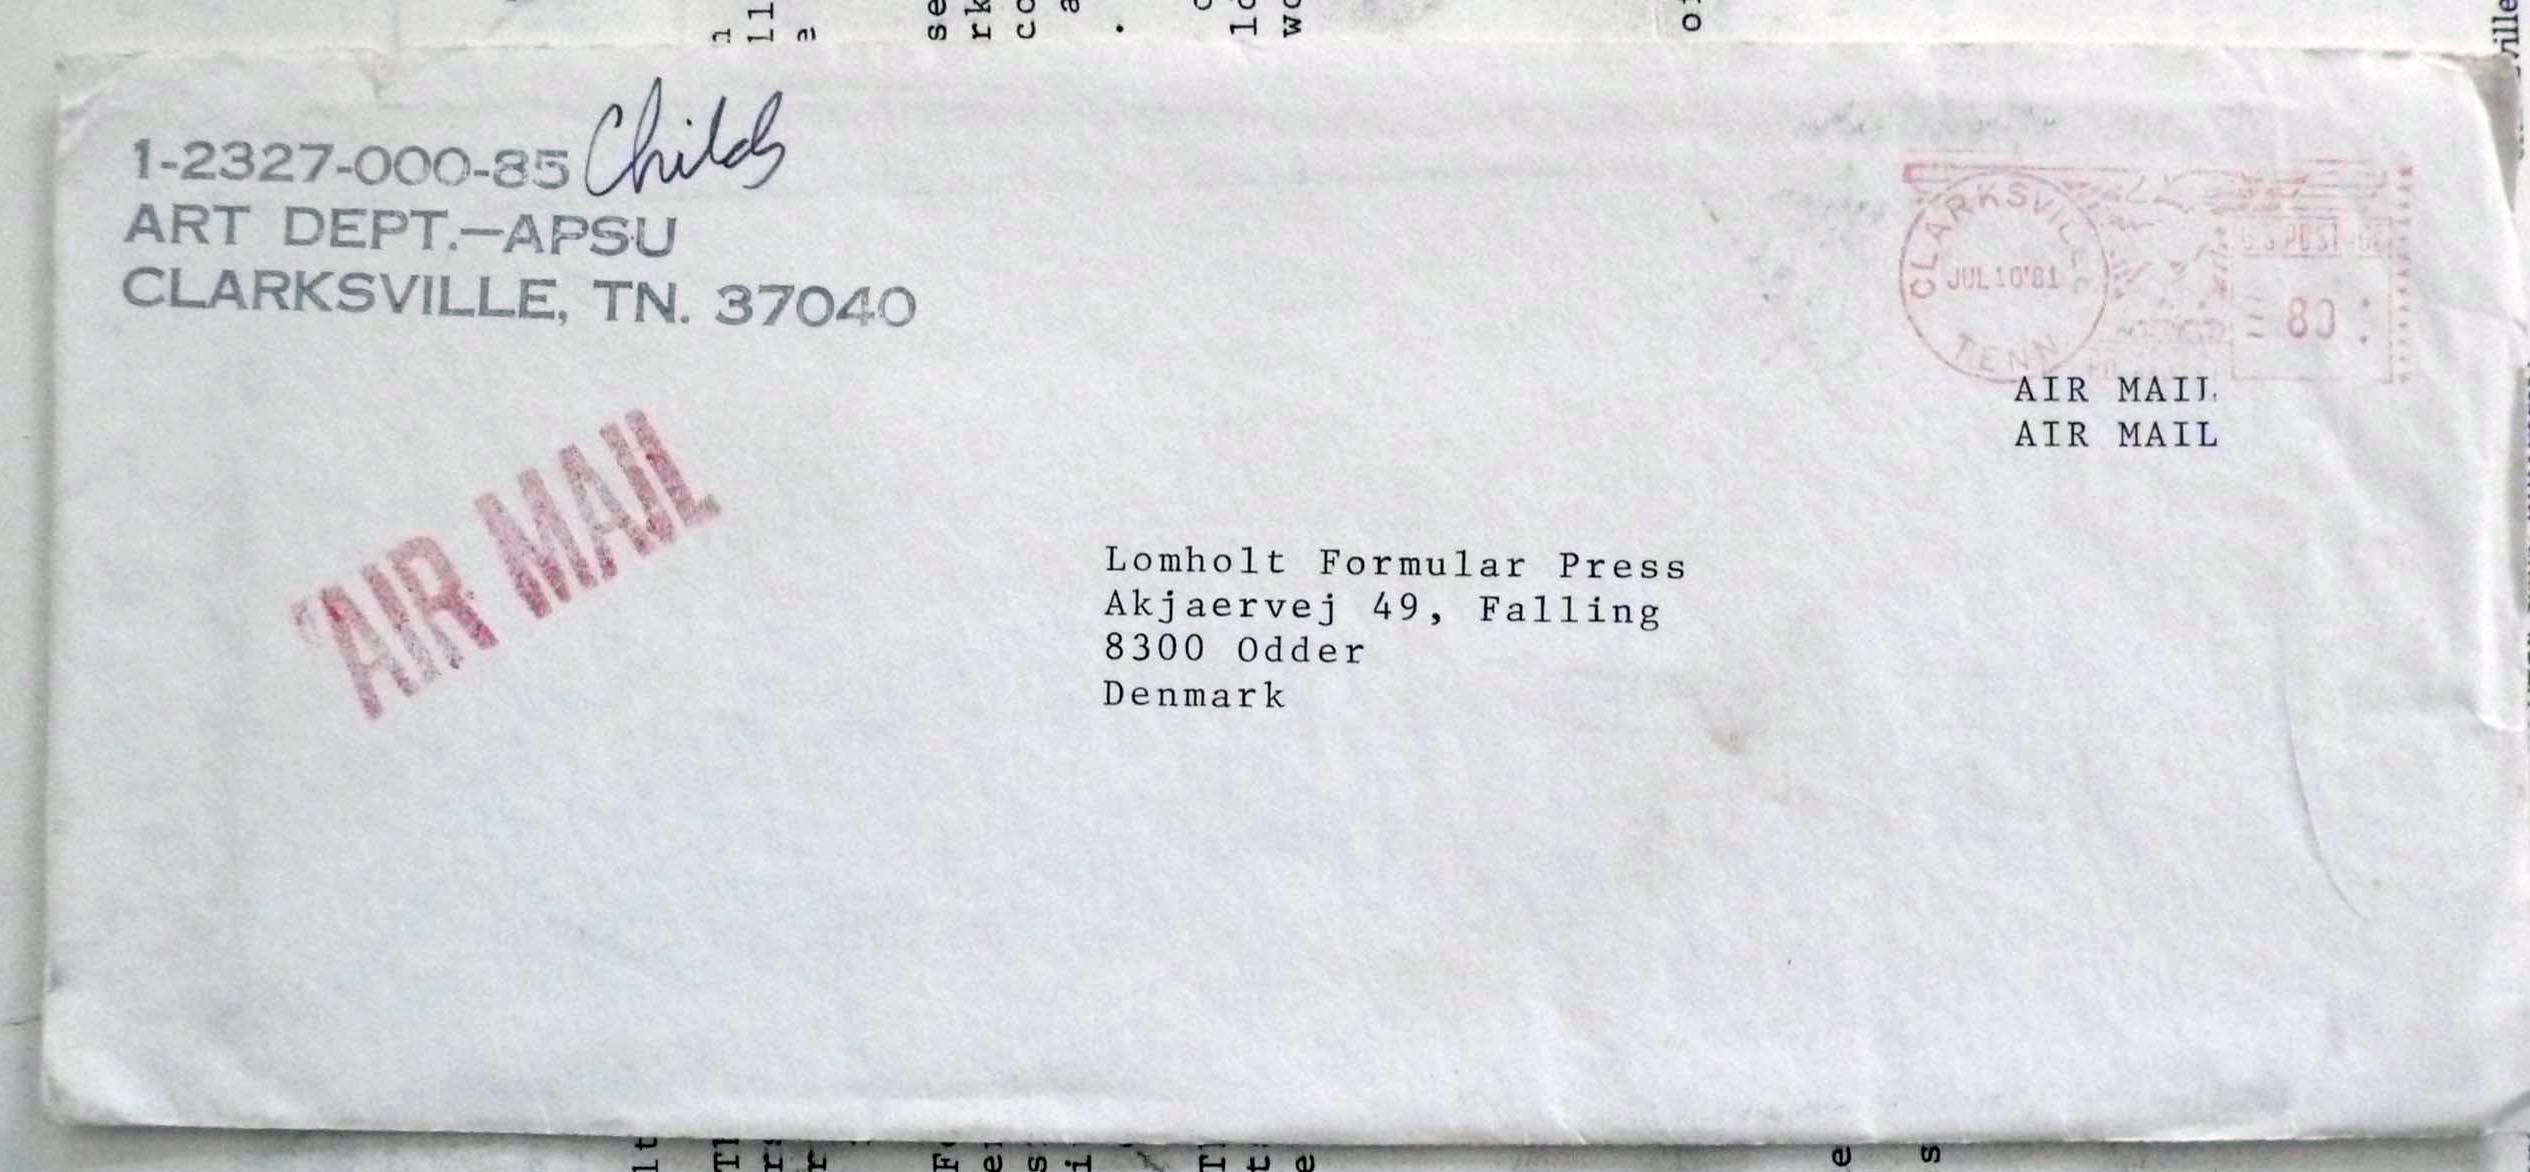 1-2327-000-85 Childs
ART DEPT.—APSU
CLARKSVILLE, TN. 37040
CLARKSVILLE
JUL 10'81
TENN
U.S. POSTAGE
80
AIR MAIL
AIR MAIL
AIR MAIL
Lomholt Formular Press
Akjaervej 49, Falling
8300 Odder
Denmark